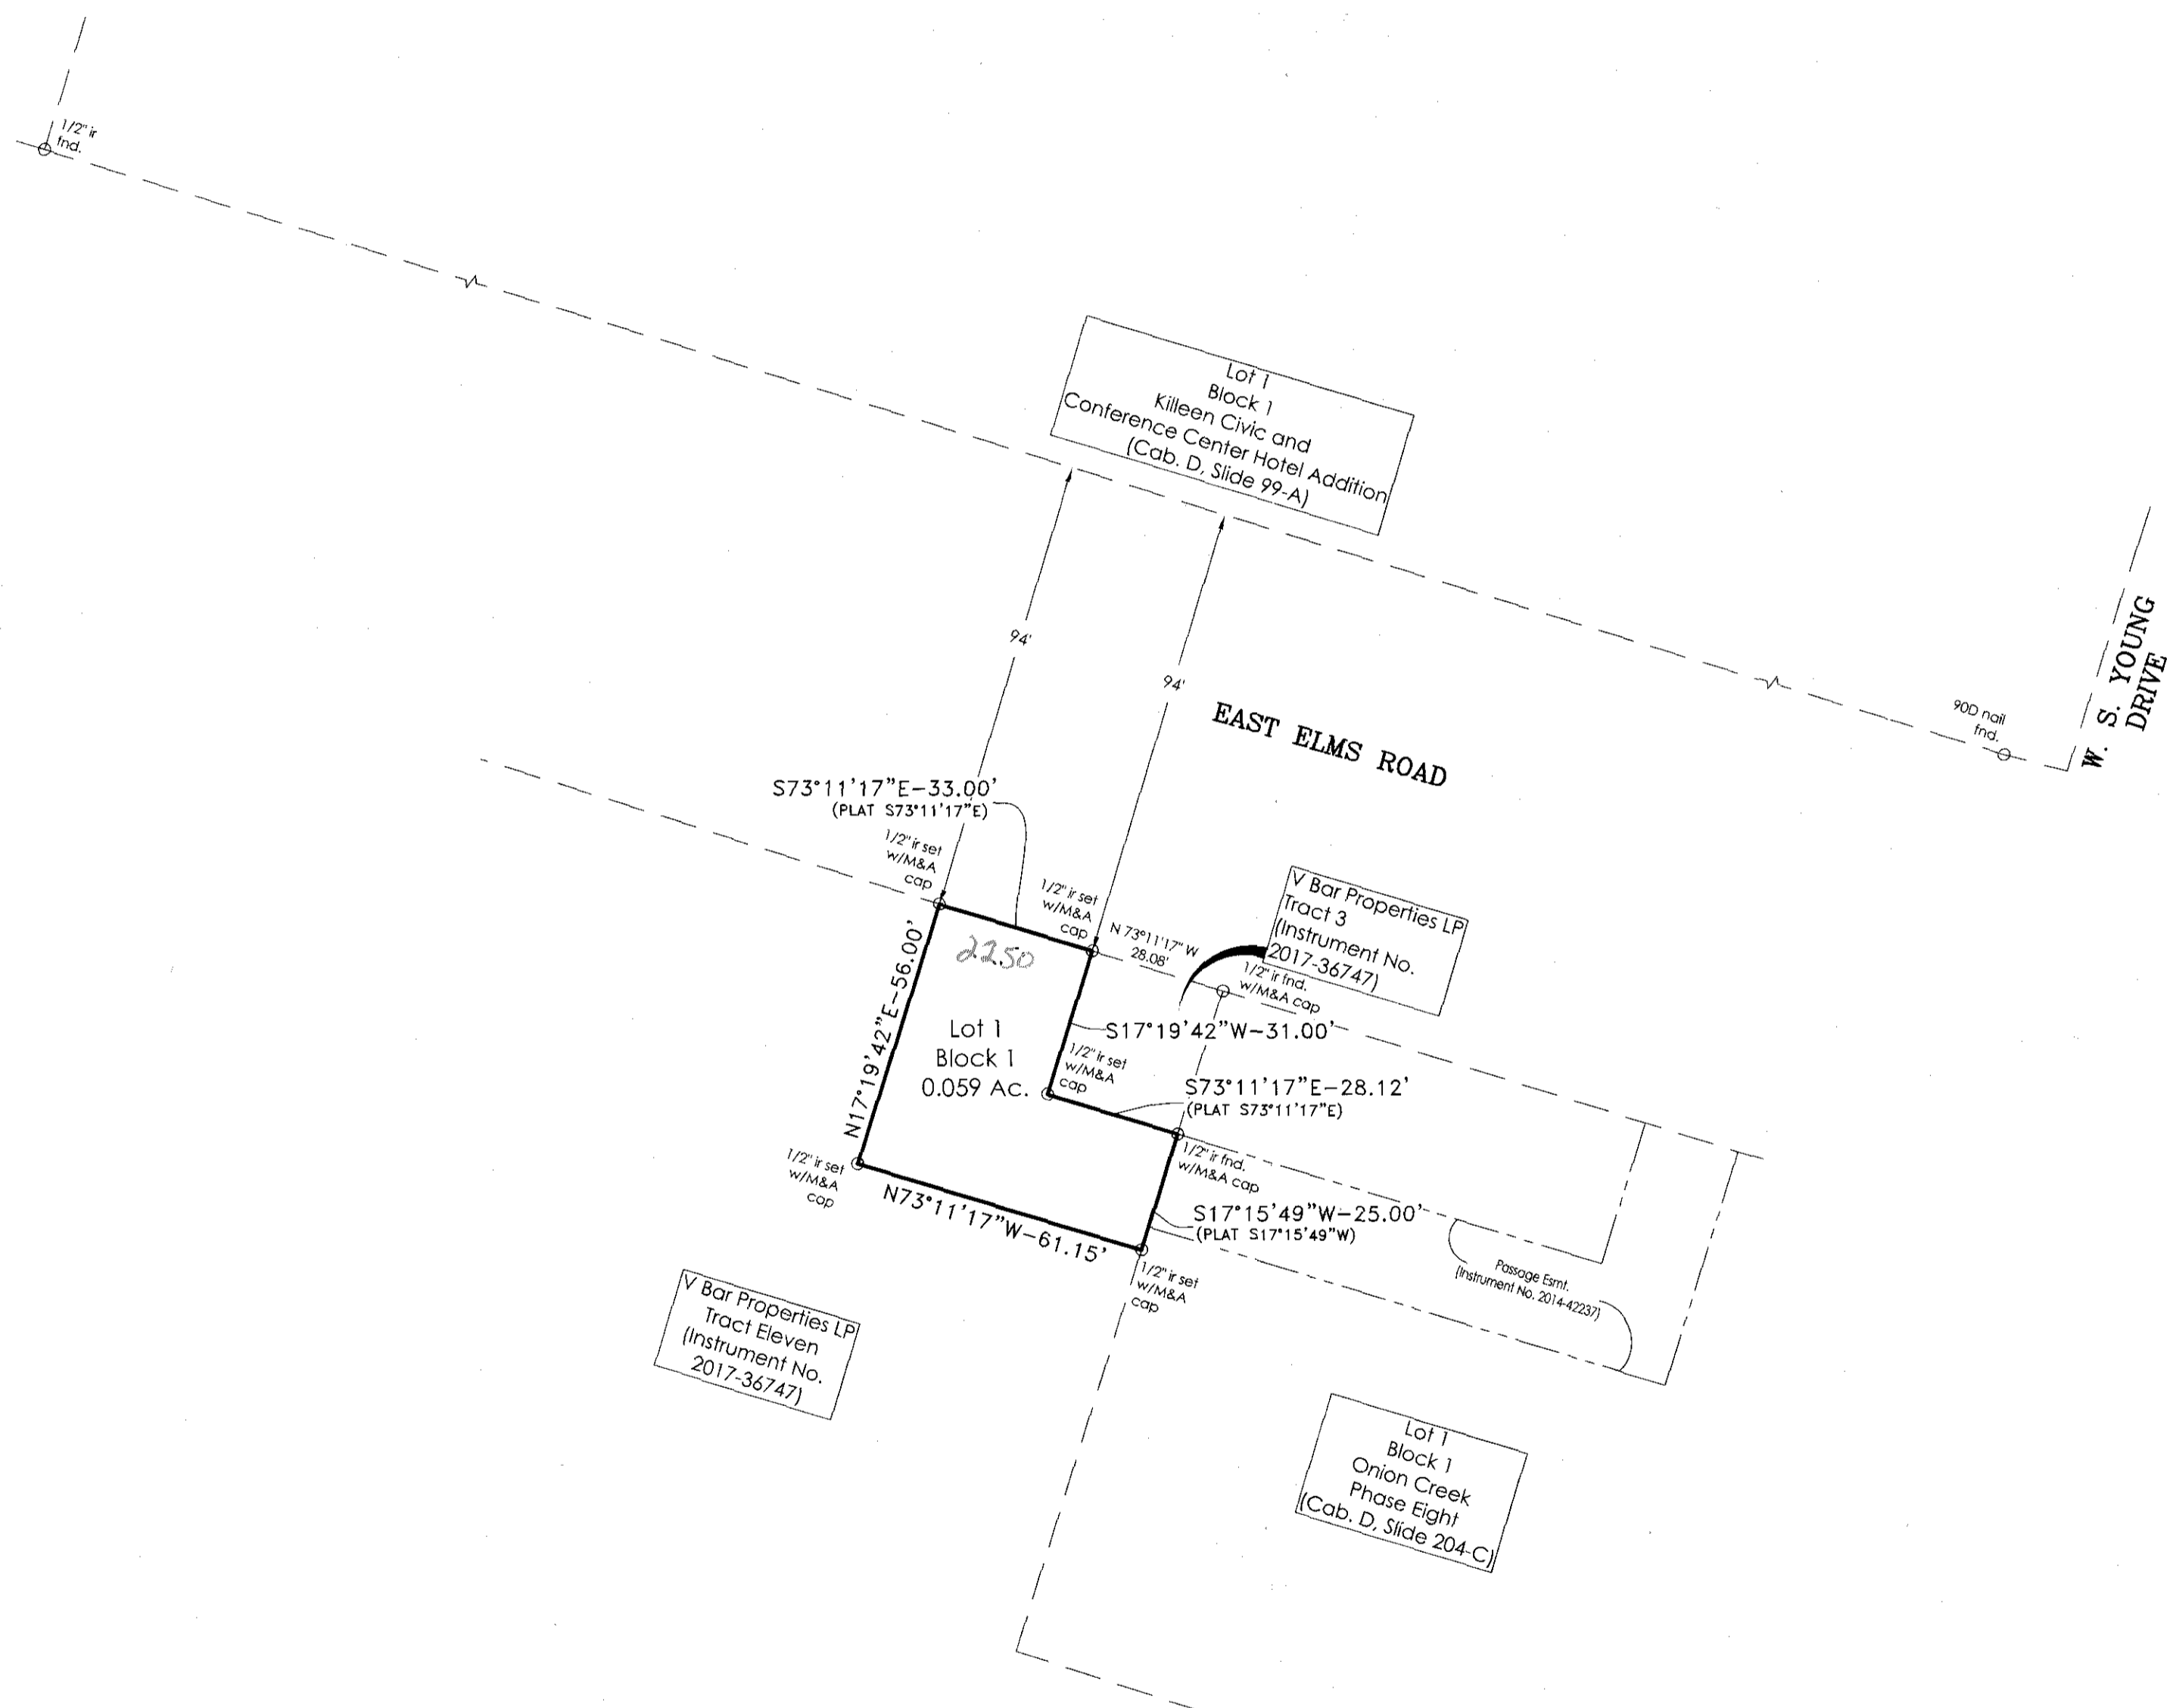 1/2" ir
fnd.
Lot 1
Block 1
Killeen Civic and
Conference Center Hotel Addition
(Cab. D, Slide 99-A)
94'
94'
EAST ELMS ROAD
W. S. YOUNG
DRIVE
90D nail
fnd.
S73°11'17"E-33.00'
(PLAT S73°11'17"E)
1/2" ir set
w/M&A
cap
1/2" ir set
w/M&A
cap
N 73°11'17" W
28.08'
V Bar Properties LP
Tract 3
(Instrument No.
2017-36747)
1/2" ir fnd.
w/M&A cap
2250
N17°19'42"E-56.00'
Lot 1
Block 1
0.059 Ac.
S17°19'42"W-31.00'
1/2" ir set
w/M&A
cap
S73°11'17"E-28.12'
(PLAT S73°11'17"E)
1/2" ir fnd.
w/M&A cap
1/2" ir set
w/M&A
cap
N73°11'17"W-61.15'
S17°15'49"W-25.00'
(PLAT S17°15'49"W)
1/2" ir set
w/M&A
cap
Passage Esmt.
(Instrument No. 2014-42237)
V Bar Properties LP
Tract Eleven
(Instrument No.
2017-36747)
Lot 1
Block 1
Onion Creek
Phase Eight
(Cab. D, Slide 204-C)